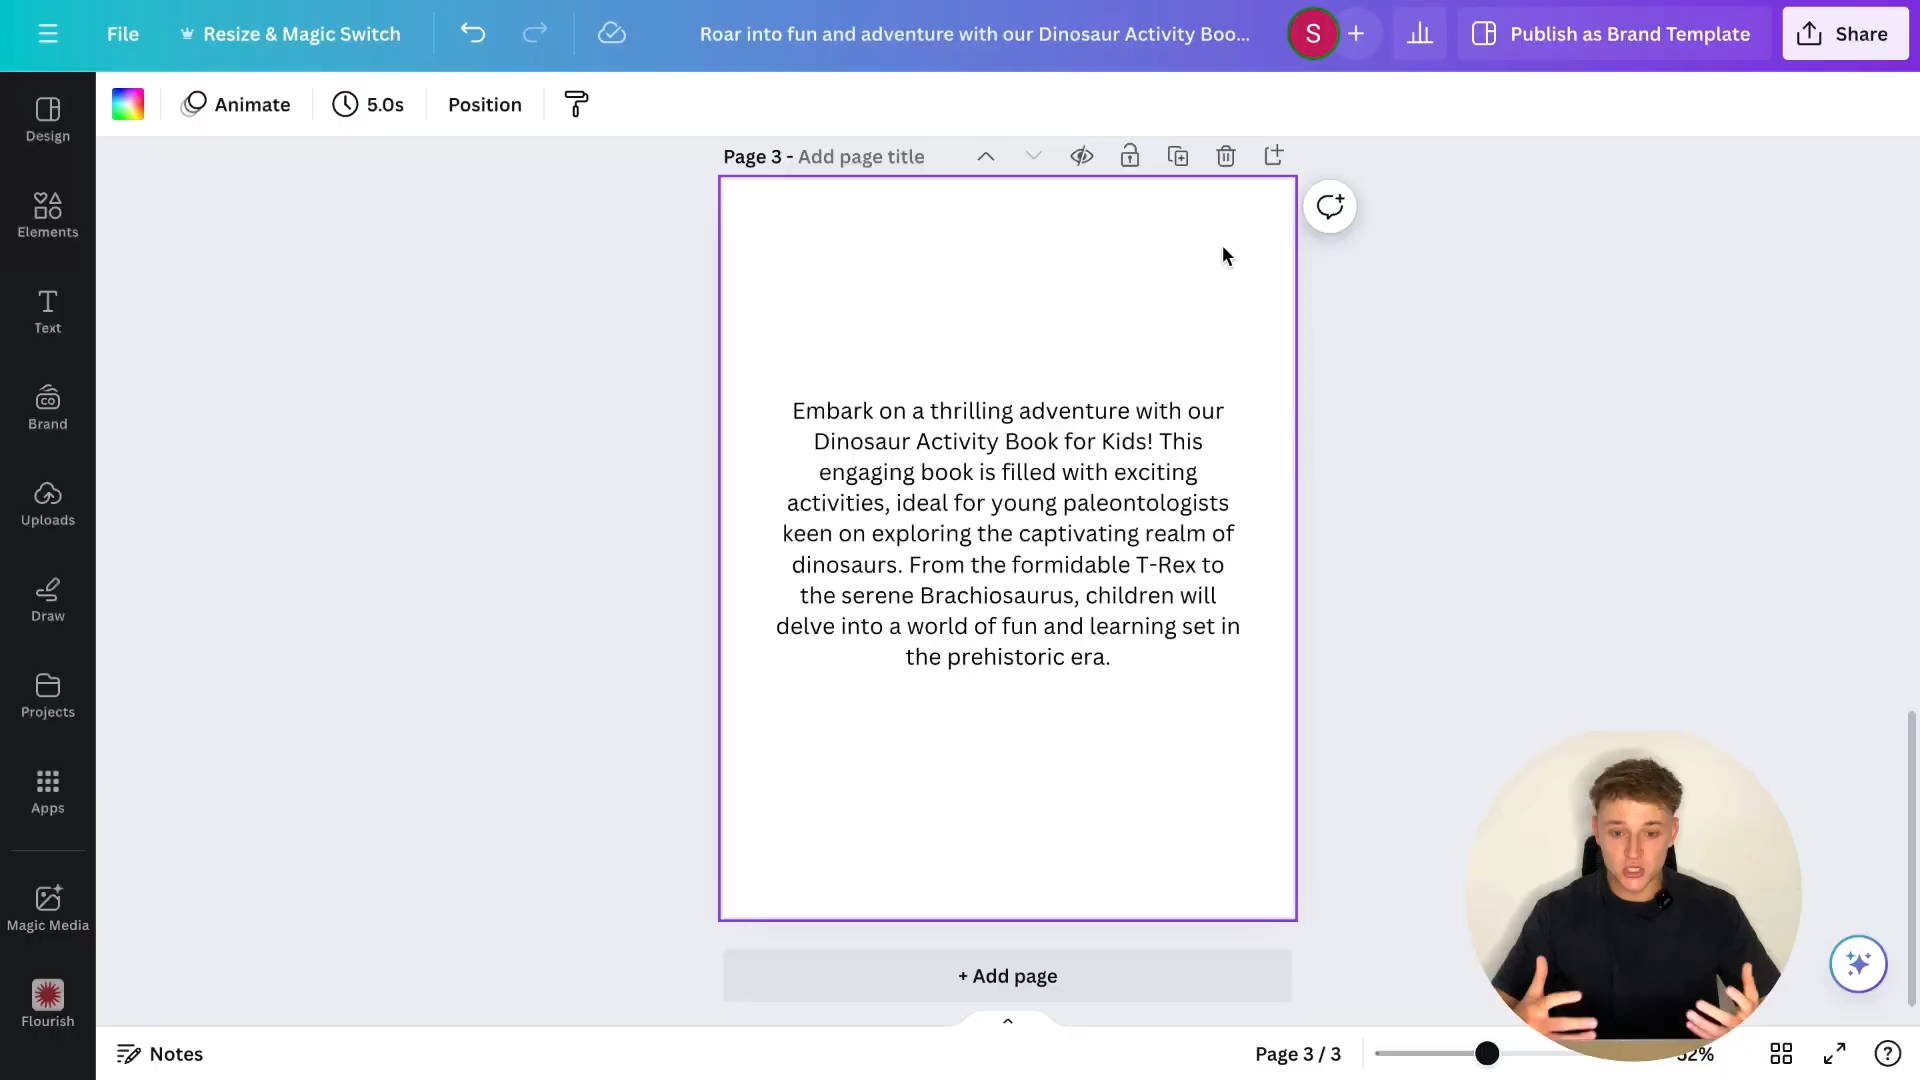 File
Resize & Magic Switch
Roar into fun and adventure with our Dinosaur Activity Boo...
S
Publish as Brand Template
Share
Design
Elements
Text
Brand
CO
Uploads
Draw
Projects
Apps
Magic Media
Flourish
Animate
5.0s
Position
Page 3 - Add page title
Embark on a thrilling adventure with our
Dinosaur Activity Book for Kids! This
engaging book is filled with exciting
activities, ideal for young paleontologists
keen on exploring the captivating realm of
dinosaurs. From the formidable T-Rex to
the serene Brachiosaurus, children will
delve into a world of fun and learning set in
the prehistoric era.
+ Add page
Notes
Page 3 / 3
52%